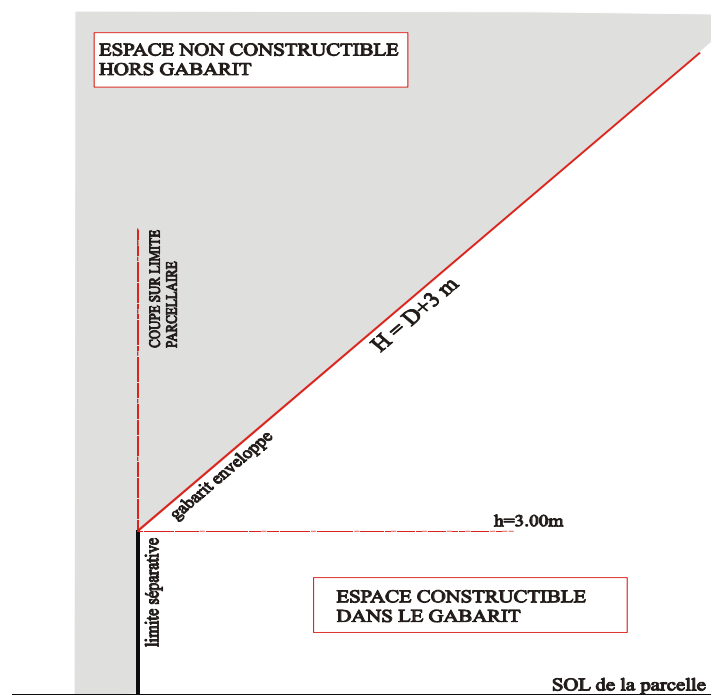 ESPACE NON CONSTRUCTIBLE
HORS GABARIT
COUPE SUR LIMITE
PARCELLAIRE
H = D+3 m
gabarit enveloppe
h=3.00m
limite séparative
ESPACE CONSTRUCTIBLE
DANS LE GABARIT
SOL de la parcelle